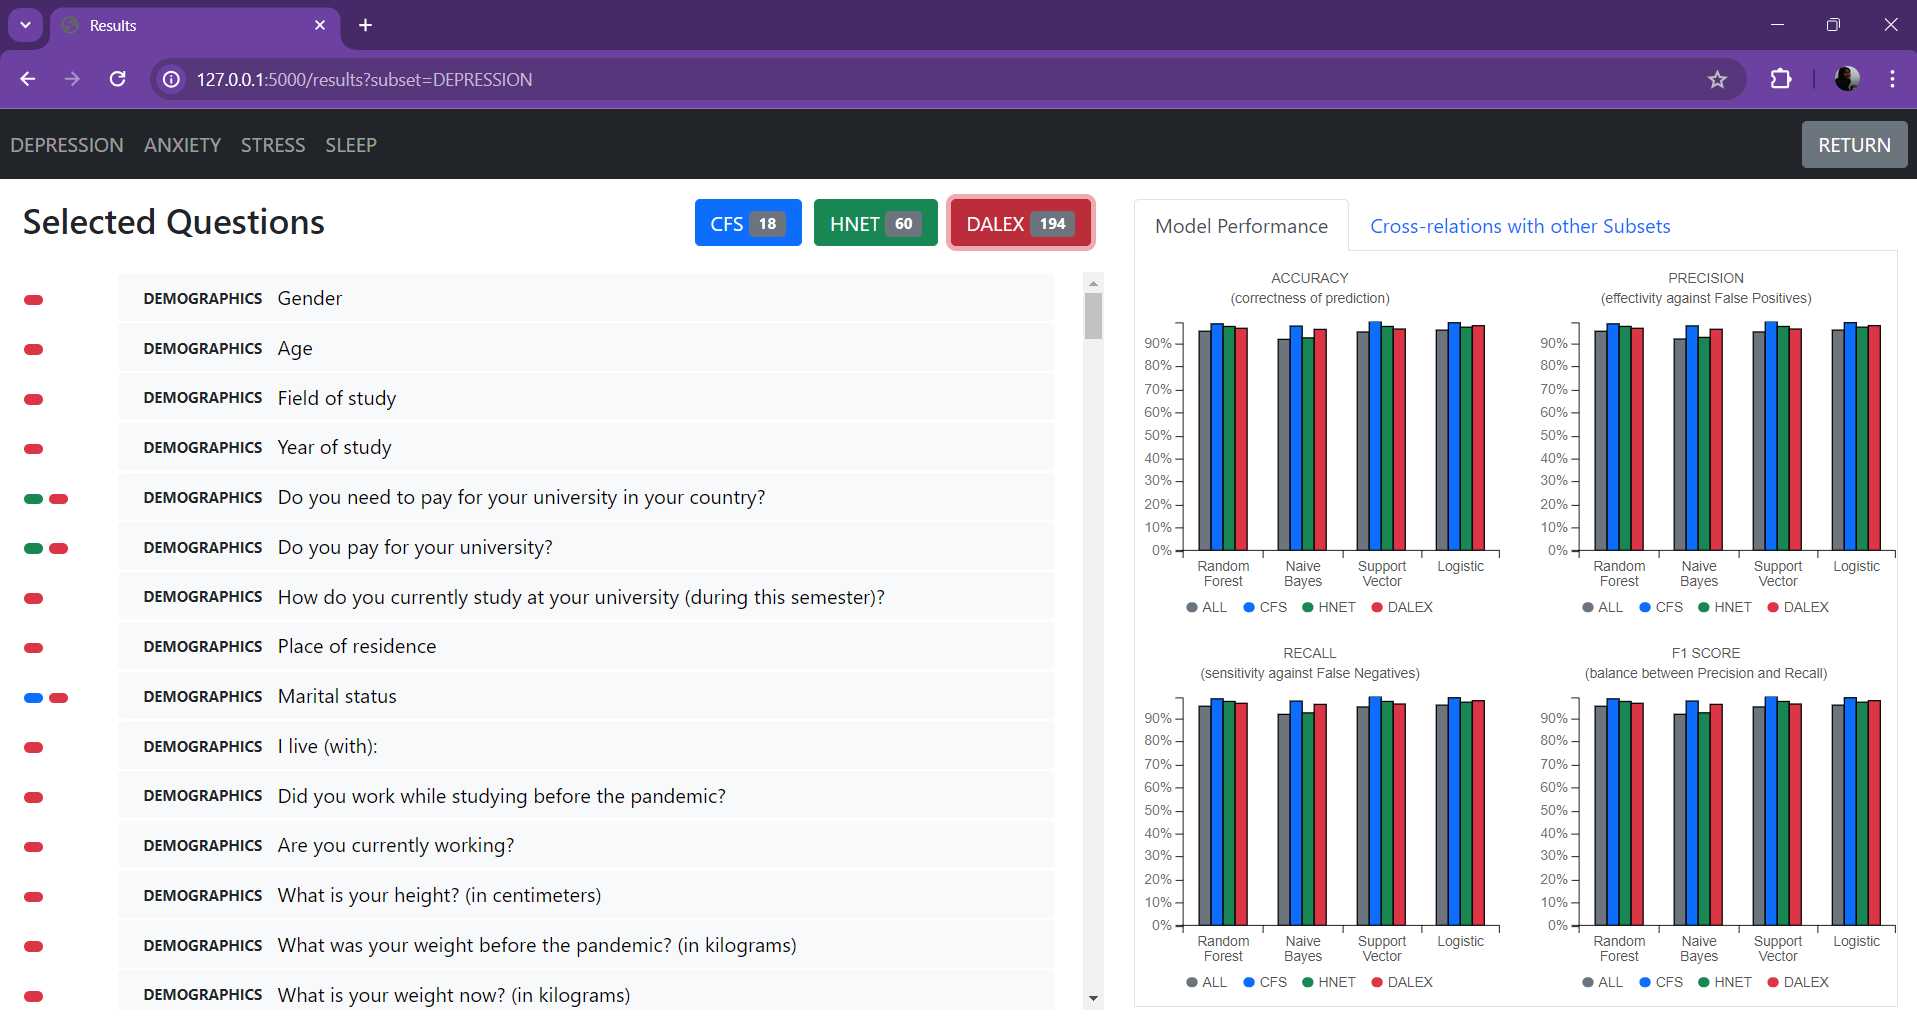 Results
127.0.0.1:5000/results?subset=DEPRESSION
DEPRESSION ANXIETY STRESS SLEEP RETURN
Selected Questions
CFS 18 HNET 60 DALEX 194
DEMOGRAPHICS Gender
DEMOGRAPHICS Age
DEMOGRAPHICS Field of study
DEMOGRAPHICS Year of study
DEMOGRAPHICS Do you need to pay for your university in your country?
DEMOGRAPHICS Do you pay for your university?
DEMOGRAPHICS How do you currently study at your university (during this semester)?
DEMOGRAPHICS Place of residence
DEMOGRAPHICS Marital status
DEMOGRAPHICS I live (with):
DEMOGRAPHICS Did you work while studying before the pandemic?
DEMOGRAPHICS Are you currently working?
DEMOGRAPHICS What is your height? (in centimeters)
DEMOGRAPHICS What was your weight before the pandemic? (in kilograms)
DEMOGRAPHICS What is your weight now? (in kilograms)
Model Performance Cross-relations with other Subsets
ACCURACY
(correctness of prediction)
90%
80%
70%
60%
50%
40%
30%
20%
10%
0%
Random Forest Naive Bayes Support Vector Logistic
ALL CFS HNET DALEX
PRECISION
(effectivity against False Positives)
90%
80%
70%
60%
50%
40%
30%
20%
10%
0%
Random Forest Naive Bayes Support Vector Logistic
ALL CFS HNET DALEX
RECALL
(sensitivity against False Negatives)
90%
80%
70%
60%
50%
40%
30%
20%
10%
0%
Random Forest Naive Bayes Support Vector Logistic
ALL CFS HNET DALEX
F1 SCORE
(balance between Precision and Recall)
90%
80%
70%
60%
50%
40%
30%
20%
10%
0%
Random Forest Naive Bayes Support Vector Logistic
ALL CFS HNET DALEX